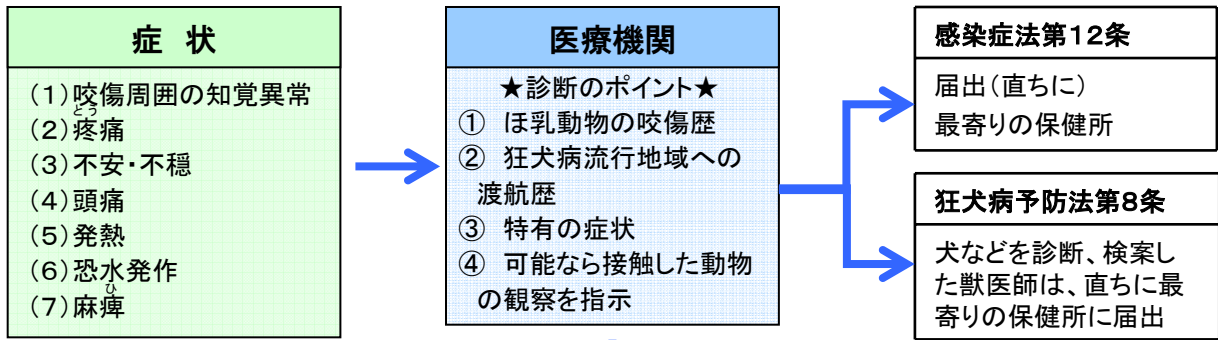 症 状
(1)咬傷周囲の知覚異常
(2)疼痛
とう
(3)不安・不穏
(4)頭痛
(5)発熱
(6)恐水発作
(7)麻痺
ひ
医療機関
★診断のポイント★
① ほ乳動物の咬傷歴
② 狂犬病流行地域への
渡航歴
③ 特有の症状
④ 可能なら接触した動物
の観察を指示
感染症法第12条
届出(直ちに)
最寄りの保健所
狂犬病予防法第8条
犬などを診断、検案し
た獣医師は、直ちに最
寄りの保健所に届出